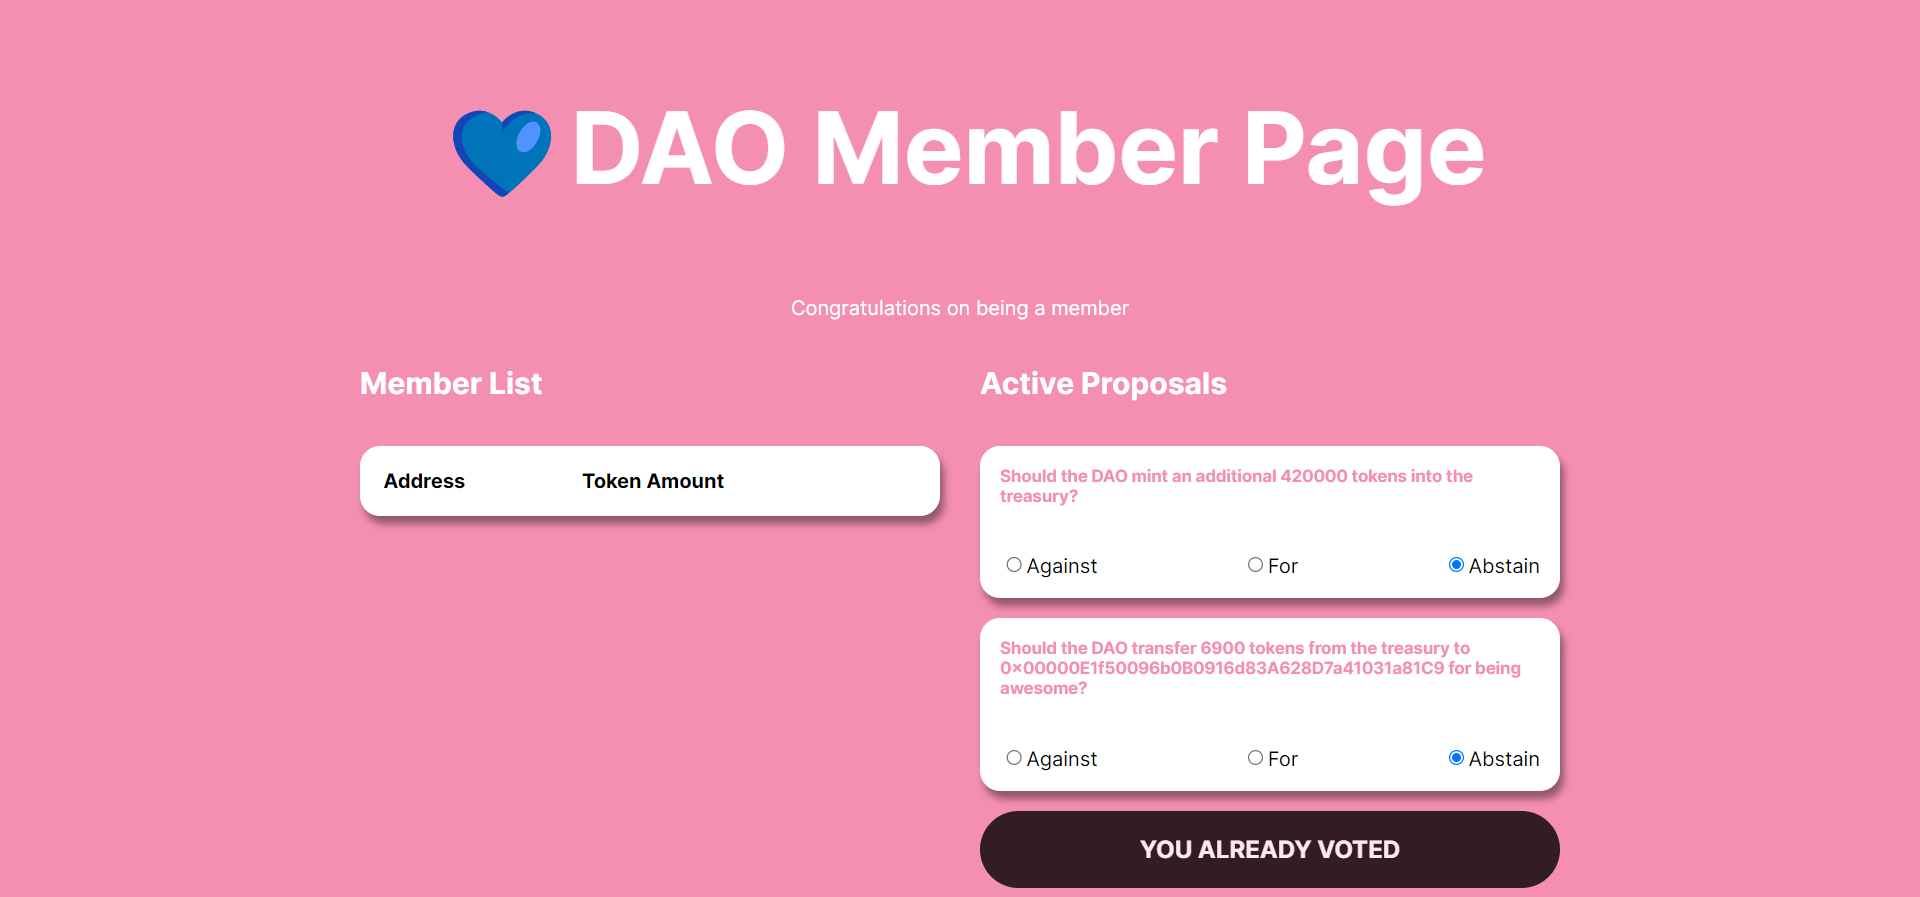 💙 DAO Member Page
Congratulations on being a member
Member List
Address Token Amount
Active Proposals
Should the DAO mint an additional 420000 tokens into the
treasury?
Against For Abstain
Should the DAO transfer 6900 tokens from the treasury to
0x00000E1f50096b0B0916d83A628D7a41031a81C9 for being
awesome?
Against For Abstain
YOU ALREADY VOTED